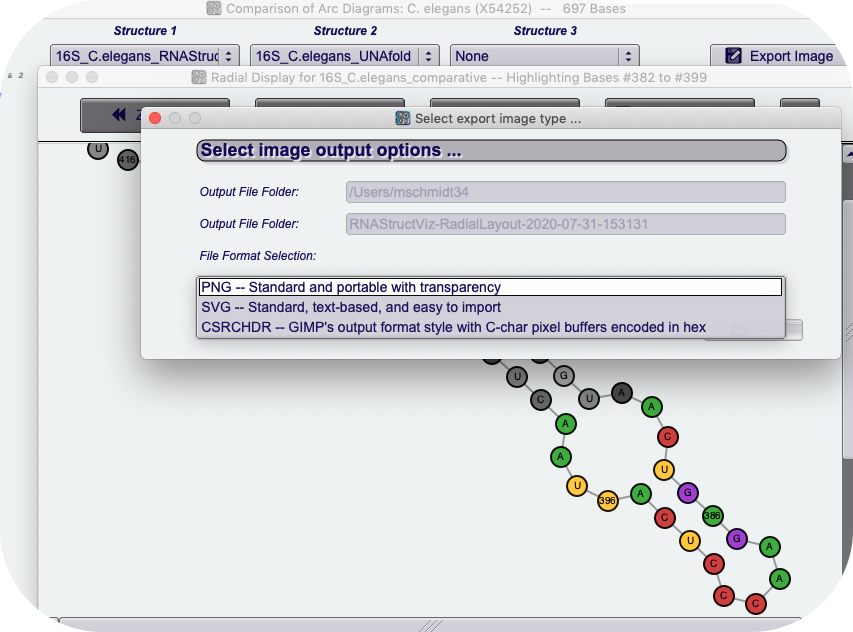 Comparison of Arc Diagrams: C. elegans (X54252) -- 697 Bases
Structure 1
Structure 2
Structure 3
16S_C.elegans_RNAStruc
16S_C.elegans_UNAfold
None
Export Image
& 2
Radial Display for 16S_C.elegans_comparative -- Highlighting Bases #382 to #399
Select export image type ...
U
416
Select image output options ...
Output File Folder:
/Users/mschmidt34
Output File Folder:
RNAStructViz-RadialLayout-2020-07-31-153131
File Format Selection:
PNG -- Standard and portable with transparency
SVG -- Standard, text-based, and easy to import
CSRCHDR -- GIMP's output format style with C-char pixel buffers encoded in hex
U
G
C
U
A
A
A
C
A
U
U
396
A
G
C
386
U
G
A
C
A
C
C